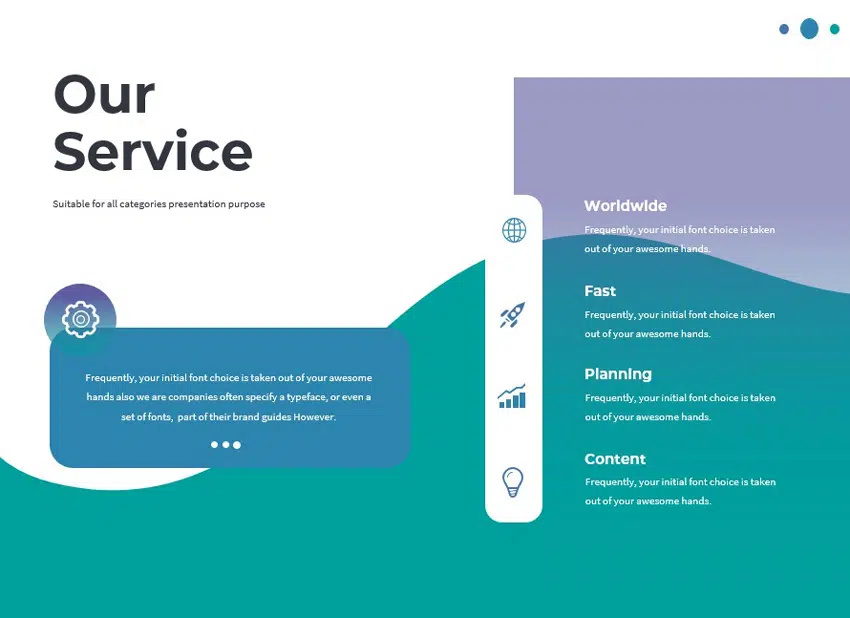 Our
Service
Suitable for all categories presentation purpose
Frequently, your initial font choice is taken out of your awesome
hands also we are companies often specify a typeface, or even a
set of fonts, part of their brand guides However.
Worldwide
Frequently, your initial font choice is taken
out of your awesome hands.
Fast
Frequently, your initial font choice is taken
out of your awesome hands.
Planning
Frequently, your initial font choice is taken
out of your awesome hands.
Content
Frequently, your initial font choice is taken
out of your awesome hands.